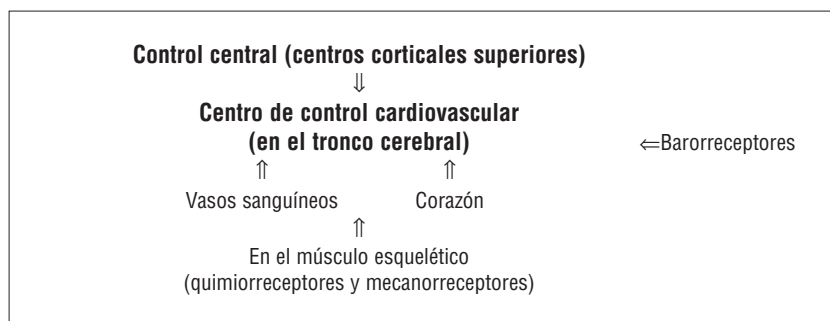 Control central (centros corticales superiores)
⇓
Centro de control cardiovascular
(en el tronco cerebral) ⇐Barorreceptores
⇑ ⇑
Vasos sanguíneos Corazón
⇑
En el músculo esquelético
(quimiorreceptores y mecanorreceptores)